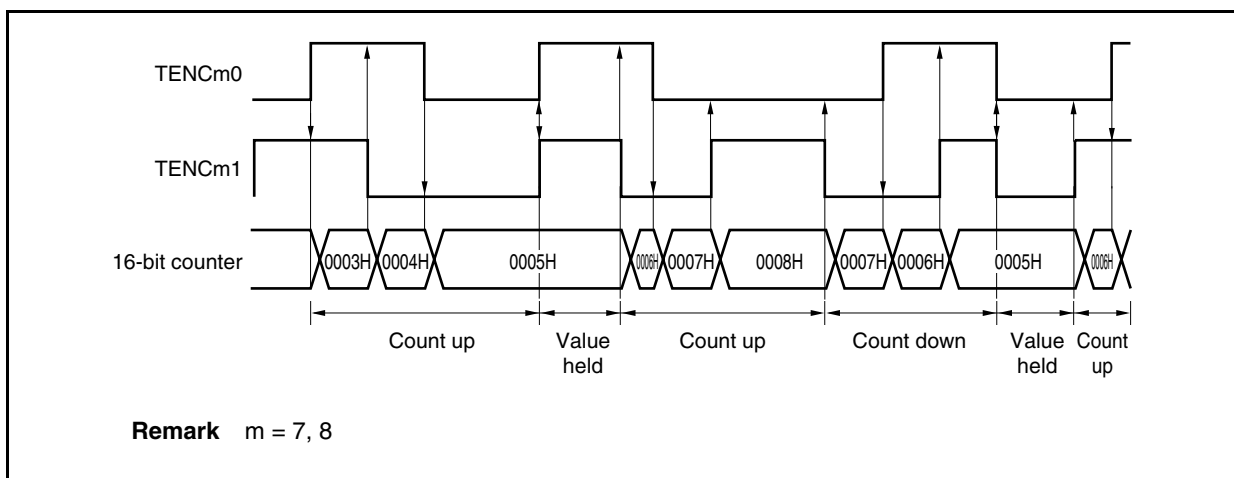 TENCm0
TENCm1
16-bit counter
0003H 0004H 0005H 0006H 0007H 0008H 0007H 0006H 0005H 0006H
Count up Value held Count up Count down Value held Count up
Remark m = 7, 8